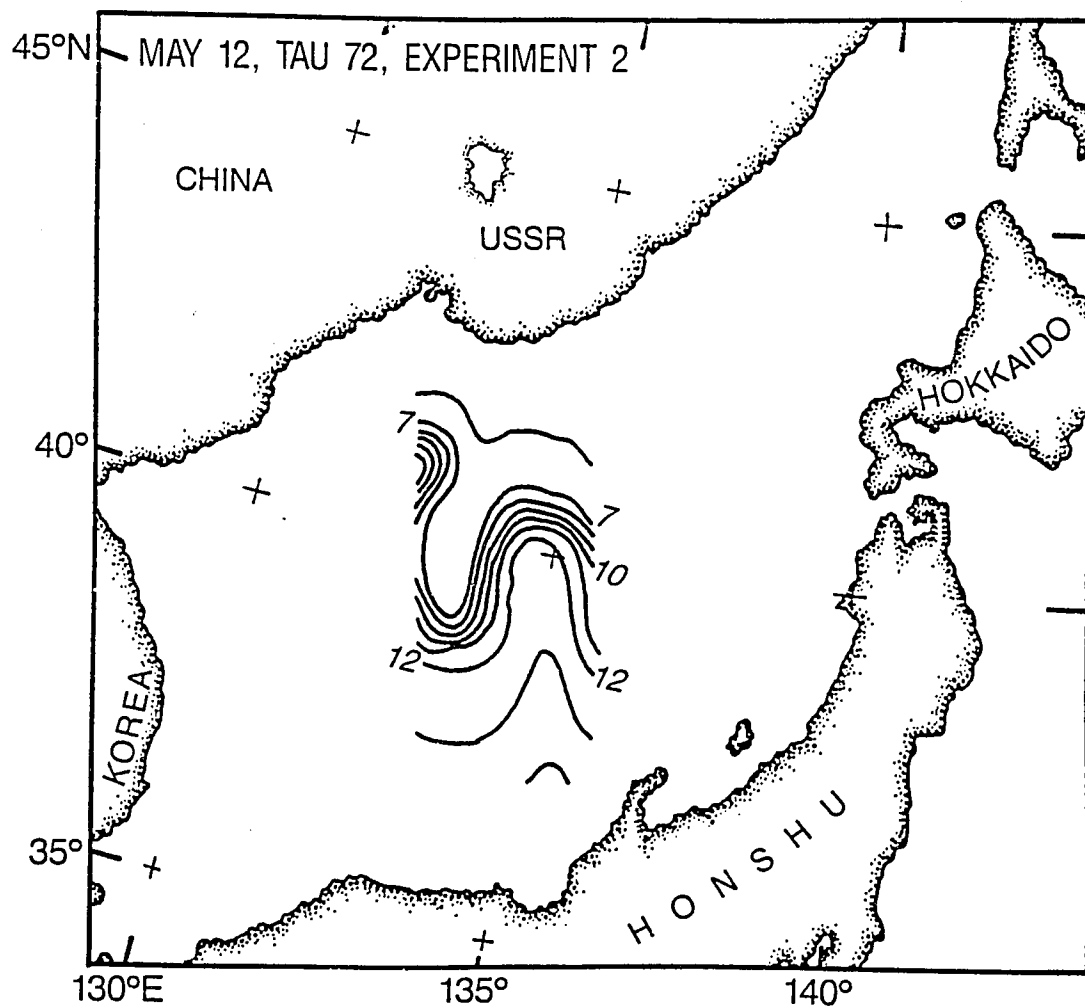 45°N
MAY 12, TAU 72, EXPERIMENT 2
CHINA
USSR
HOKKAIDO
7
40°
7
10
12
12
KOREA
35°
HONSHU
130°E
135°
140°